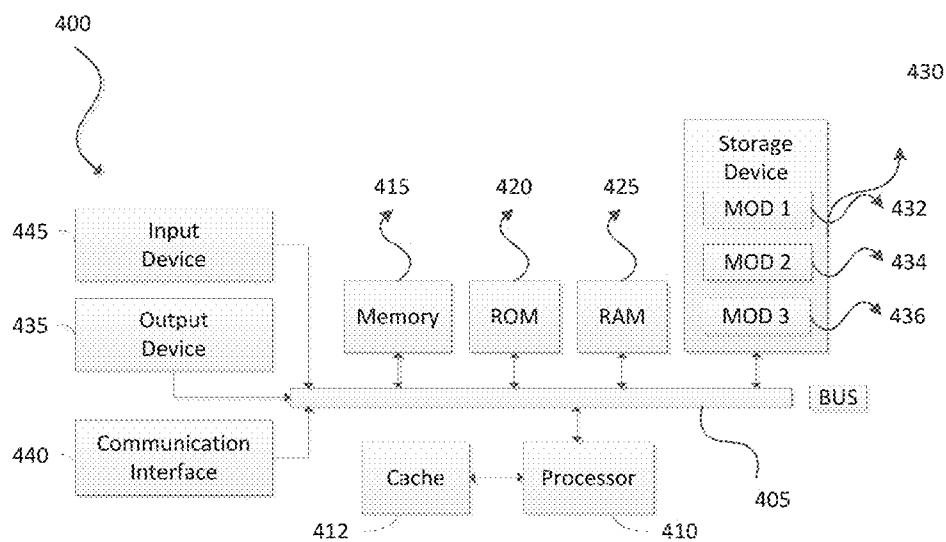 400
430
Storage
Device
415
420
425
MOD 1
432
445
Input
Device
MOD 2
434
435
Output
Device
Memory
ROM
RAM
MOD 3
436
BUS
440
Communication
Interface
Cache
Processor
405
412
410